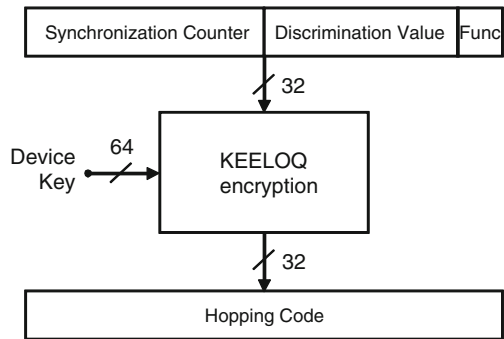 Synchronization Counter Discrimination Value Func
32
Device
Key
64
KEELOQ
encryption
32
Hopping Code